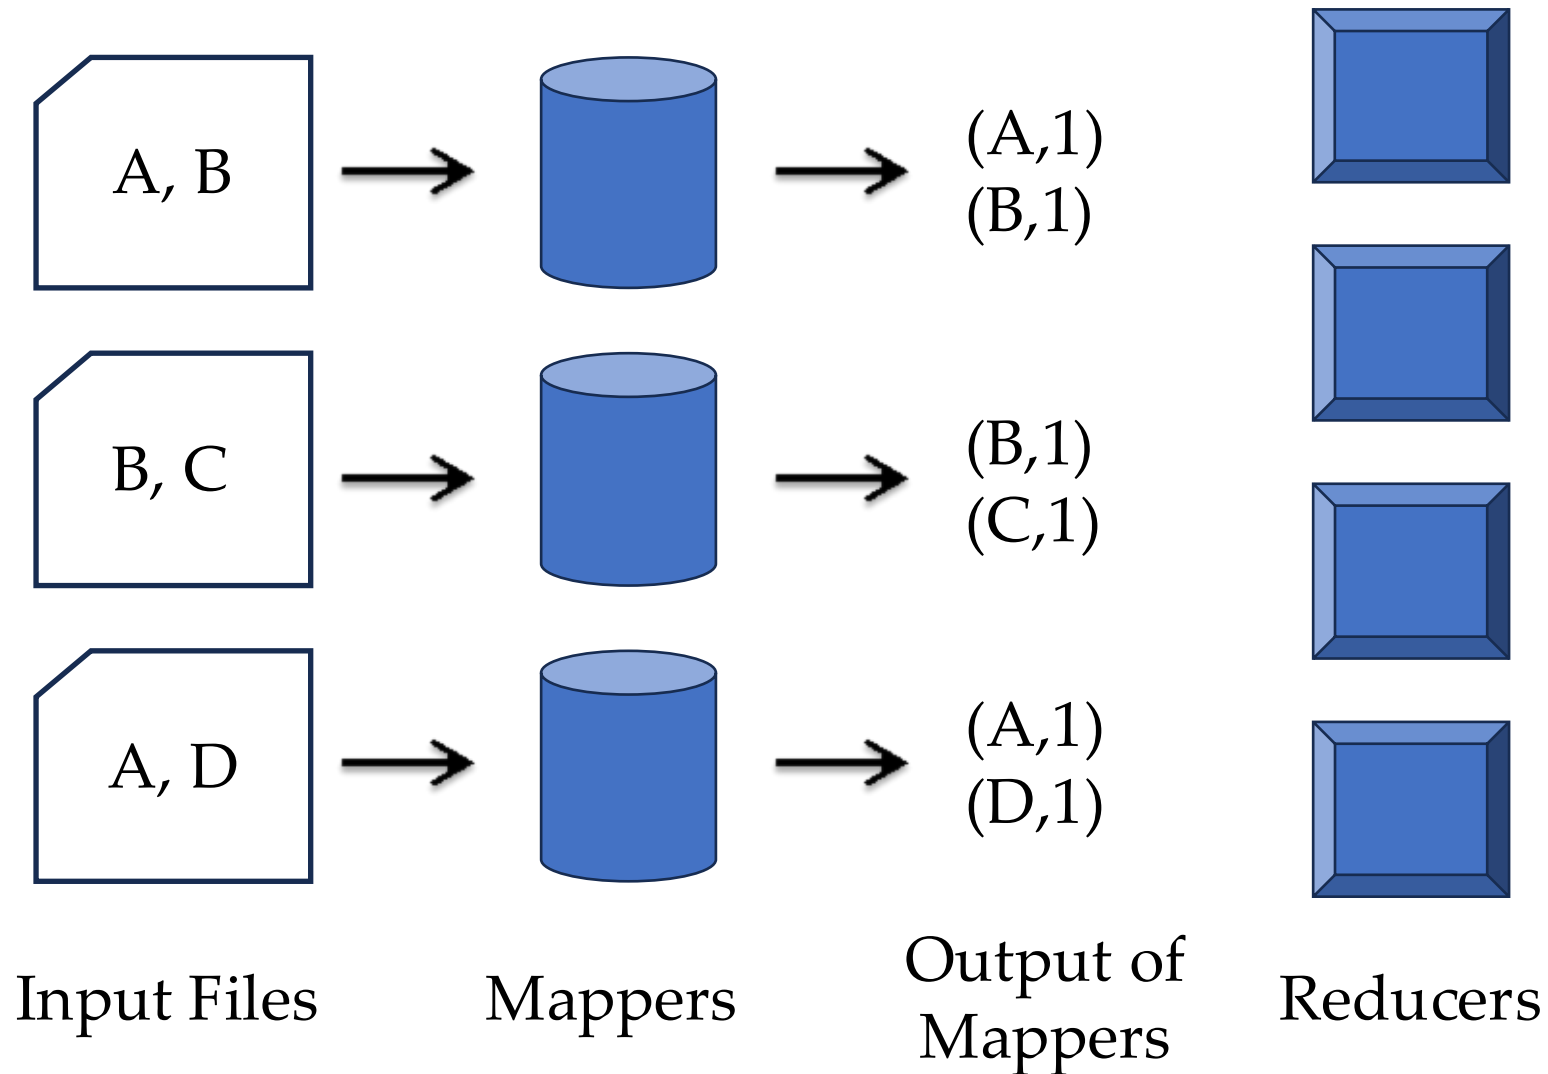 A, B
(A,1)
(B,1)
B, C
(B,1)
(C,1)
A, D
(A,1)
(D,1)
Input Files
Mappers
Output of
Mappers
Reducers